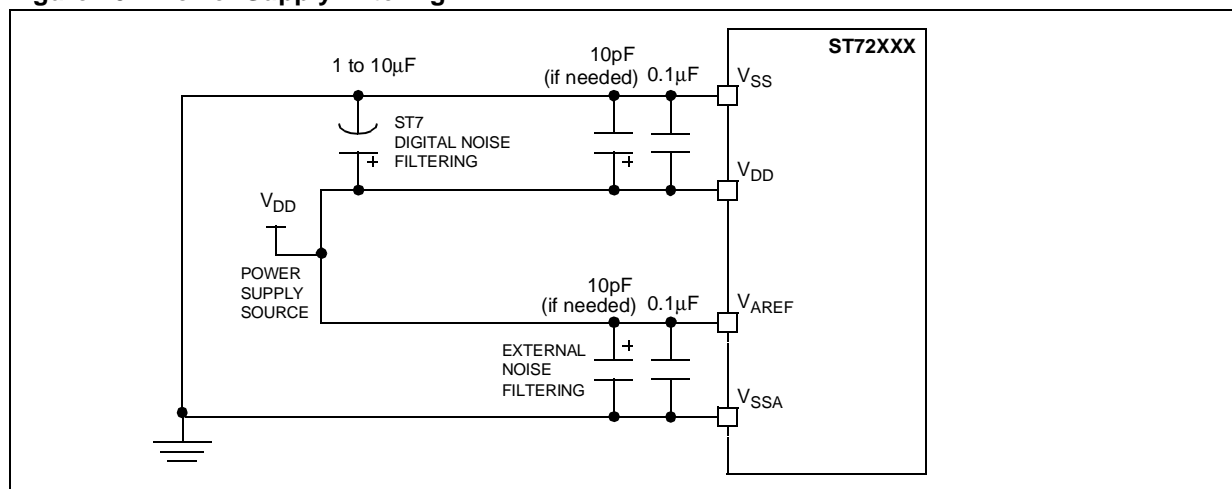 ST72XXX
1 to 10μF
10pF
(if needed)
0.1μF
VSS
ST7
DIGITAL NOISE
FILTERING
+
+
VDD
VDD
POWER
SUPPLY
SOURCE
10pF
(if needed)
0.1μF
VAREF
EXTERNAL
NOISE
FILTERING
+
VSSA